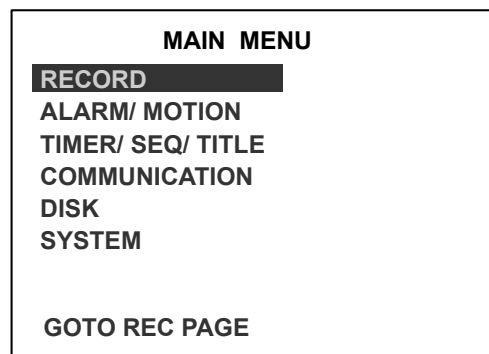 MAIN MENU
RECORD
ALARM/ MOTION
TIMER/ SEQ/ TITLE
COMMUNICATION
DISK
SYSTEM
GOTO REC PAGE